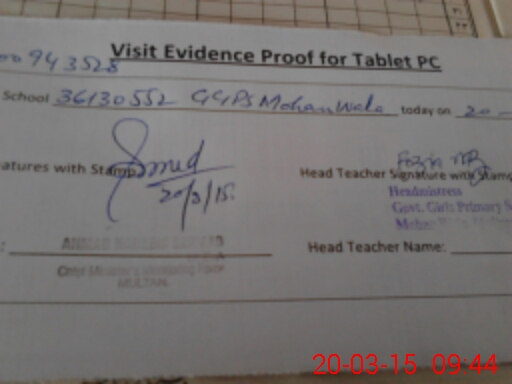 Visit Evidence Proof for Tablet PC
00943528
School 36130552 GGPS MohanWala today on 20
atures with Stamp
20/3/15.
Head Teacher Signature with Stamp
Headmistress
Govt. Girls Primary S
Head Teacher Name:
Chief Minister's Monitoring Force
MULTAN.
20-03-15 09:44